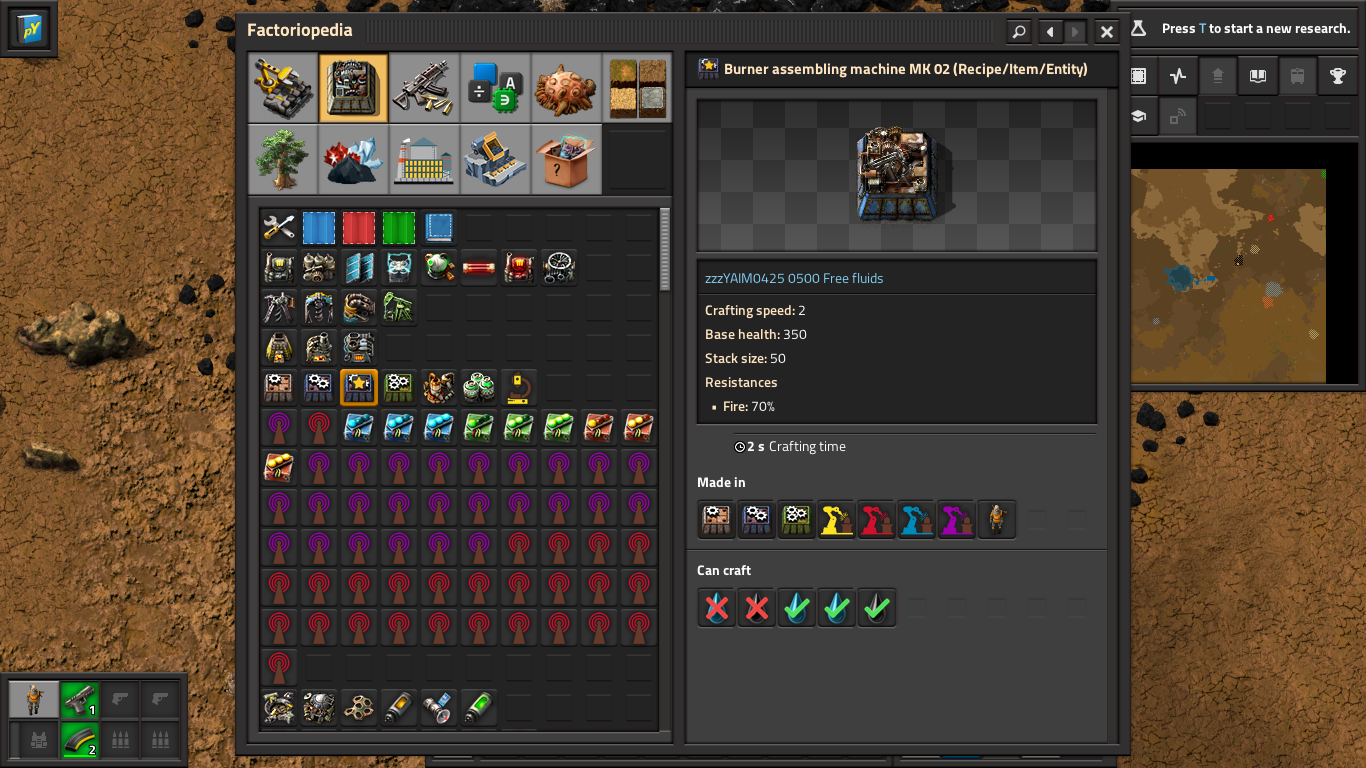 pY
Factoriopedia
Press T to start a new research.
Burner assembling machine MK 02 (Recipe/Item/Entity)
A
?
zzzYAIM0425 0500 Free fluids
Crafting speed: 2
Base health: 350
Stack size: 50
Resistances
• Fire: 70%
2 s Crafting time
Made in
Can craft
1
2